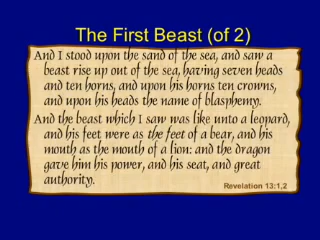 The First Beast (of 2)
And I stood upon the sand of the sea, and saw a
beast rise up out of the sea, having seven heads
and ten horns, and upon his horns ten crowns,
and upon his heads the name of blasphemy.
And the beast which I saw was like unto a leopard,
and his feet were as the feet of a bear, and his
mouth as the mouth of a lion: and the dragon
gave him his power, and his seat, and great
authority.
Revelation 13:1,2